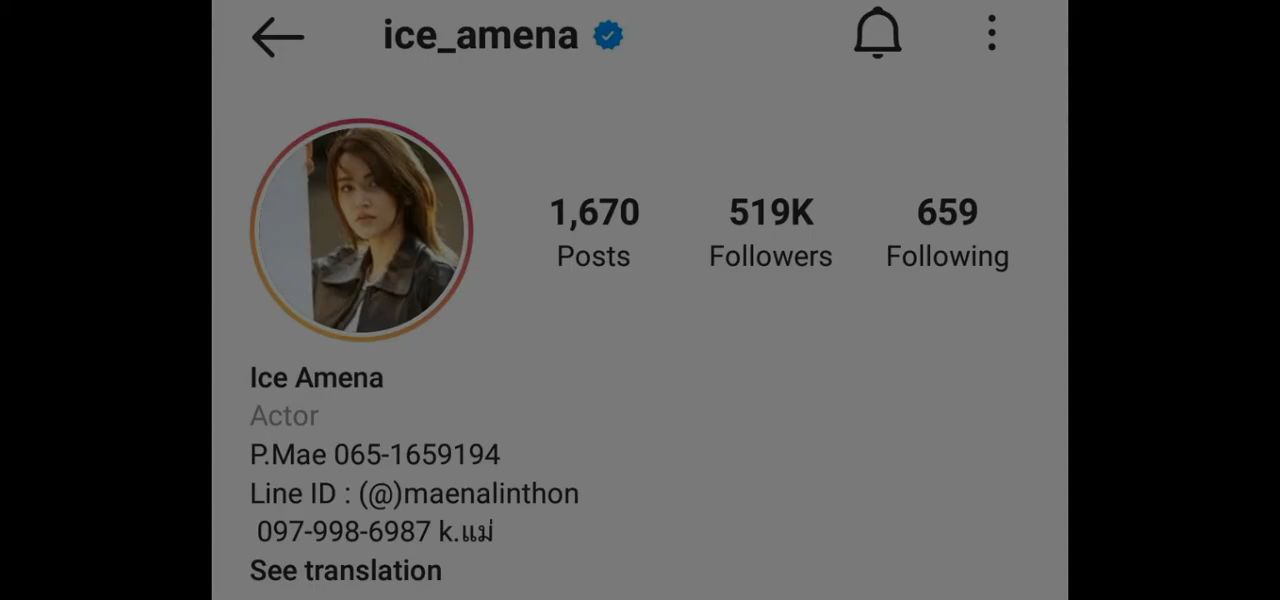 ice_amena
1,670 519K 659
Posts Followers Following
Ice Amena
Actor
P.Mae 065-1659194
Line ID : (@)maenalinthon
097-998-6987 k.แม่
See translation